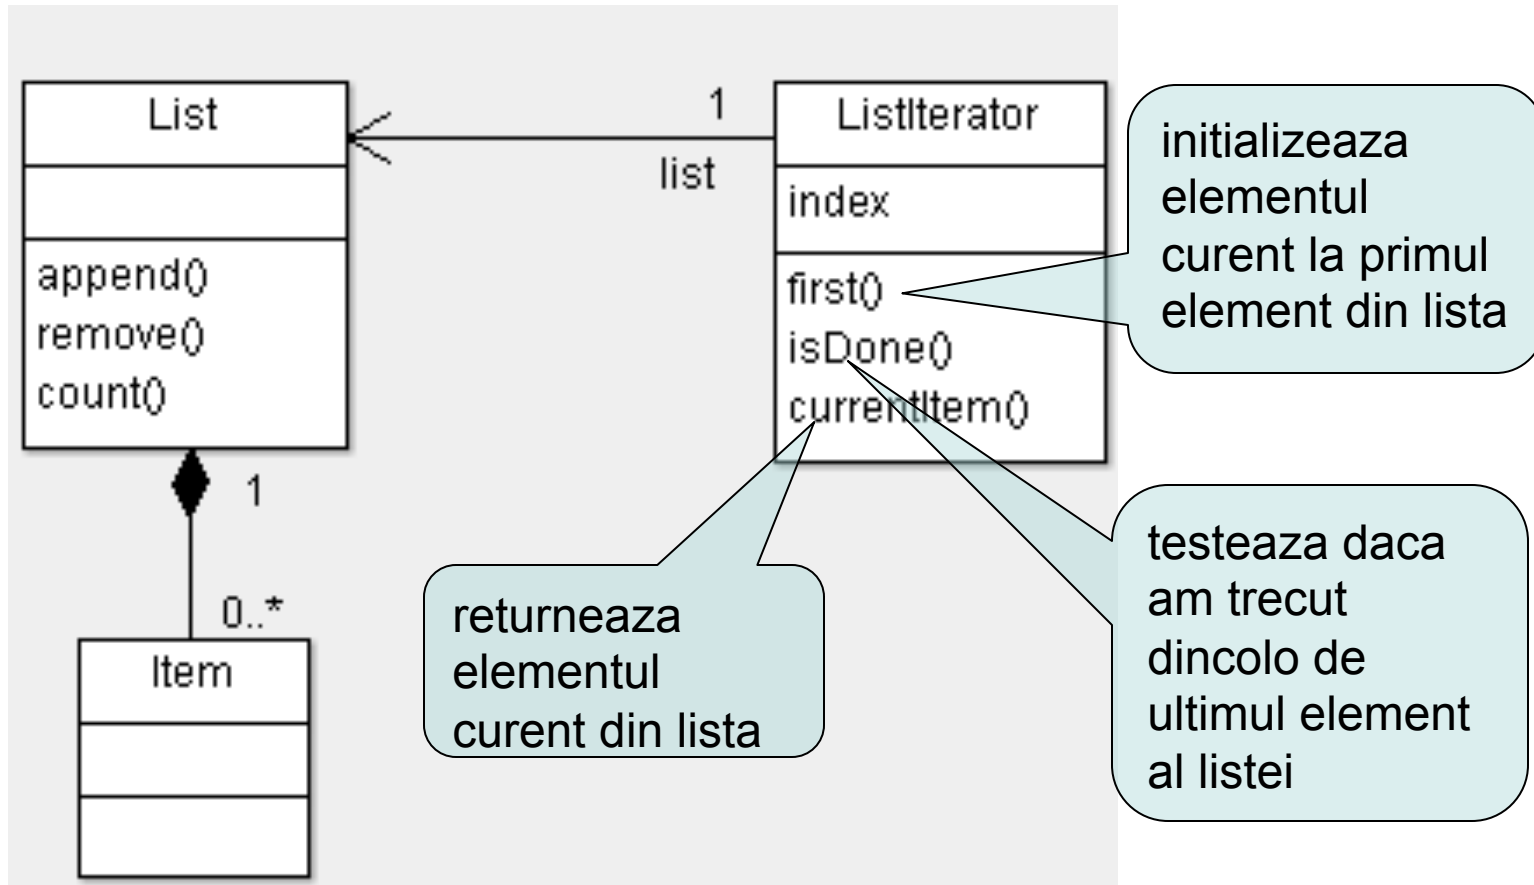 List
append()
remove()
count()
1
list
ListIterator
index
first()
isDone()
currentItem()
initializeaza
elementul
curent la primul
element din lista
1
0..*
Item
returneaza
elementul
curent din lista
testeaza daca
am trecut
dincolo de
ultimul element
al listei